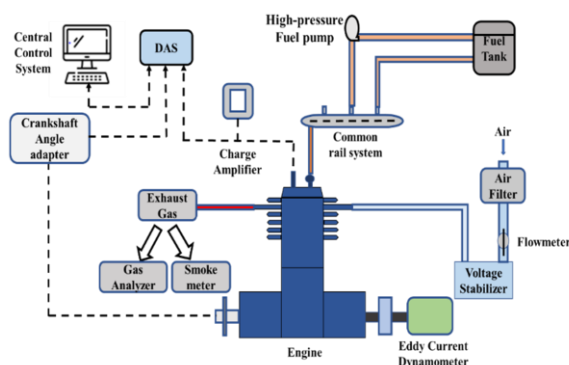 Central
Control
System
DAS
High-pressure
Fuel pump
Fuel
Tank
Crankshaft
Angle
adapter
Charge
Amplifier
Common
rail system
Air
Air
Filter
Exhaust
Gas
Flowmeter
Gas
Analyzer
Smoke
meter
Voltage
Stabilizer
Engine
Eddy Current
Dynamometer